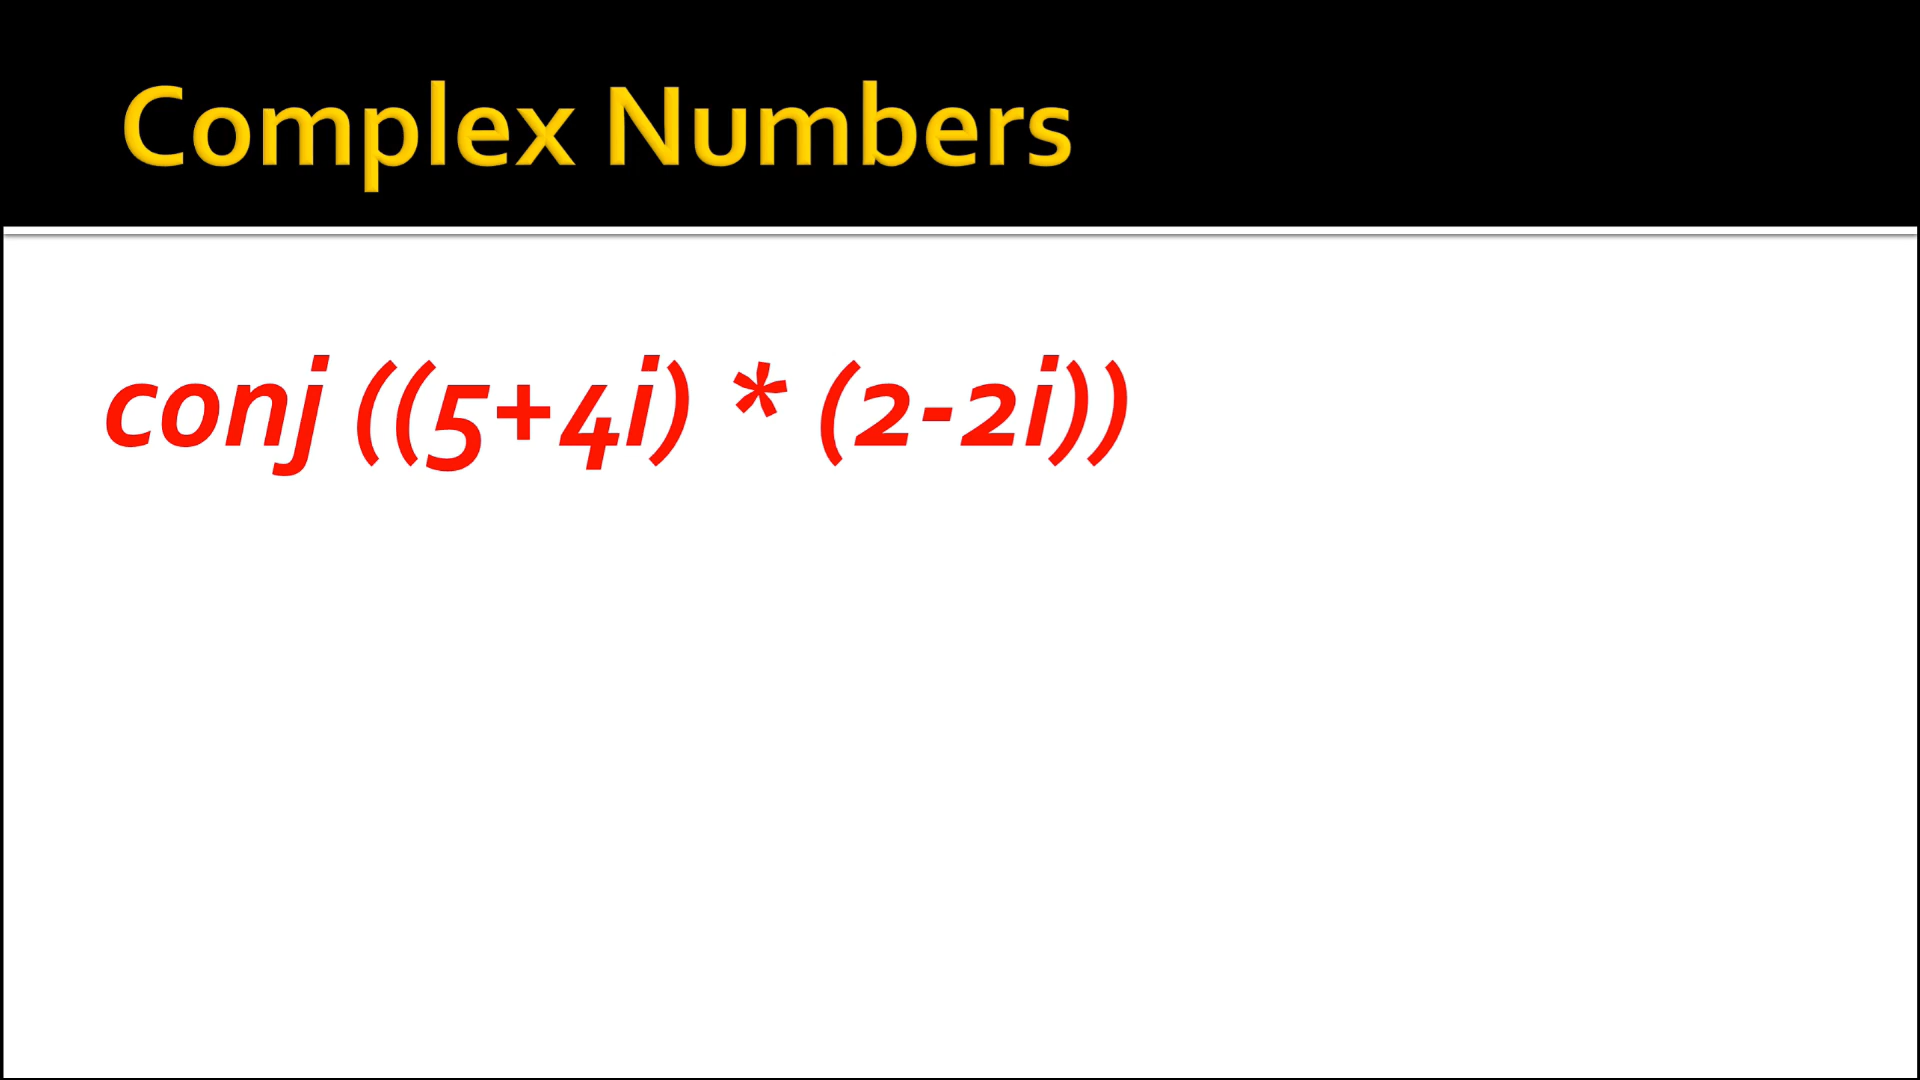 Complex Numbers
conj ((5+4i) * (2-2i))